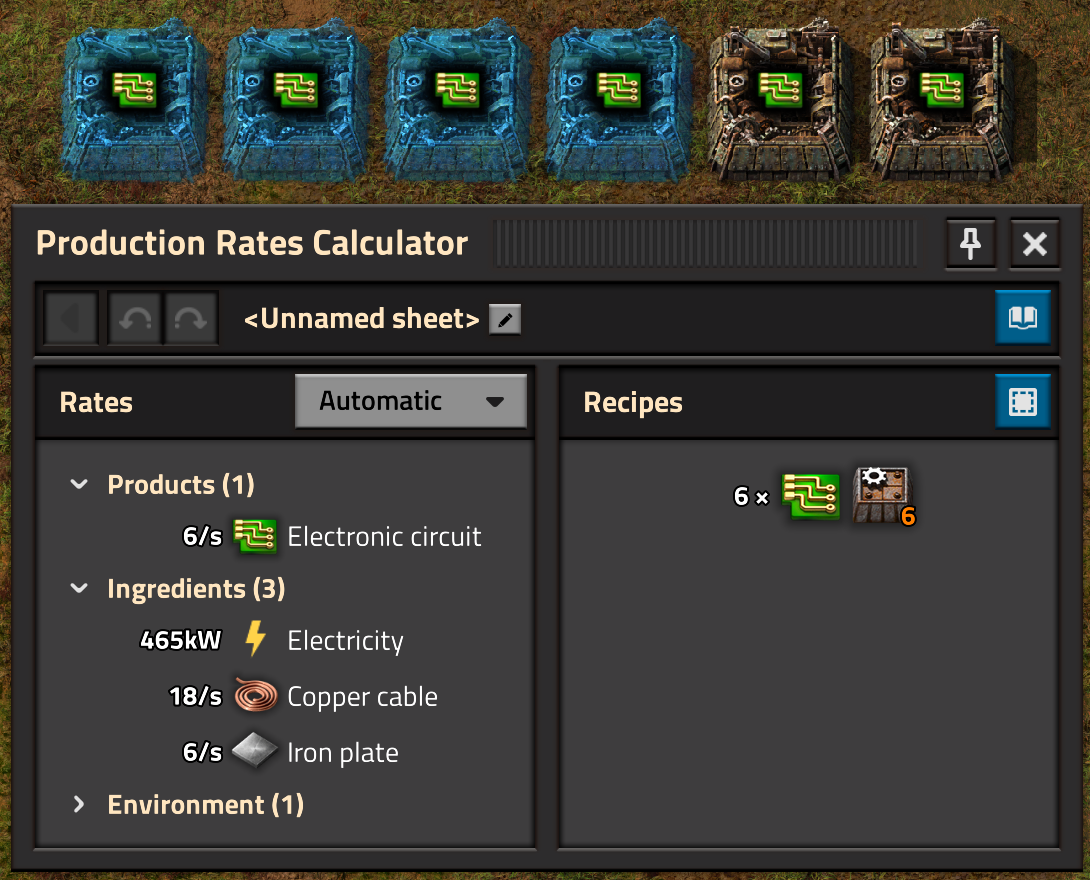 Production Rates Calculator
<Unnamed sheet>
Rates
Automatic
Products (1)
6/s Electronic circuit
Ingredients (3)
465kW Electricity
18/s Copper cable
6/s Iron plate
Environment (1)
Recipes
6 × 6